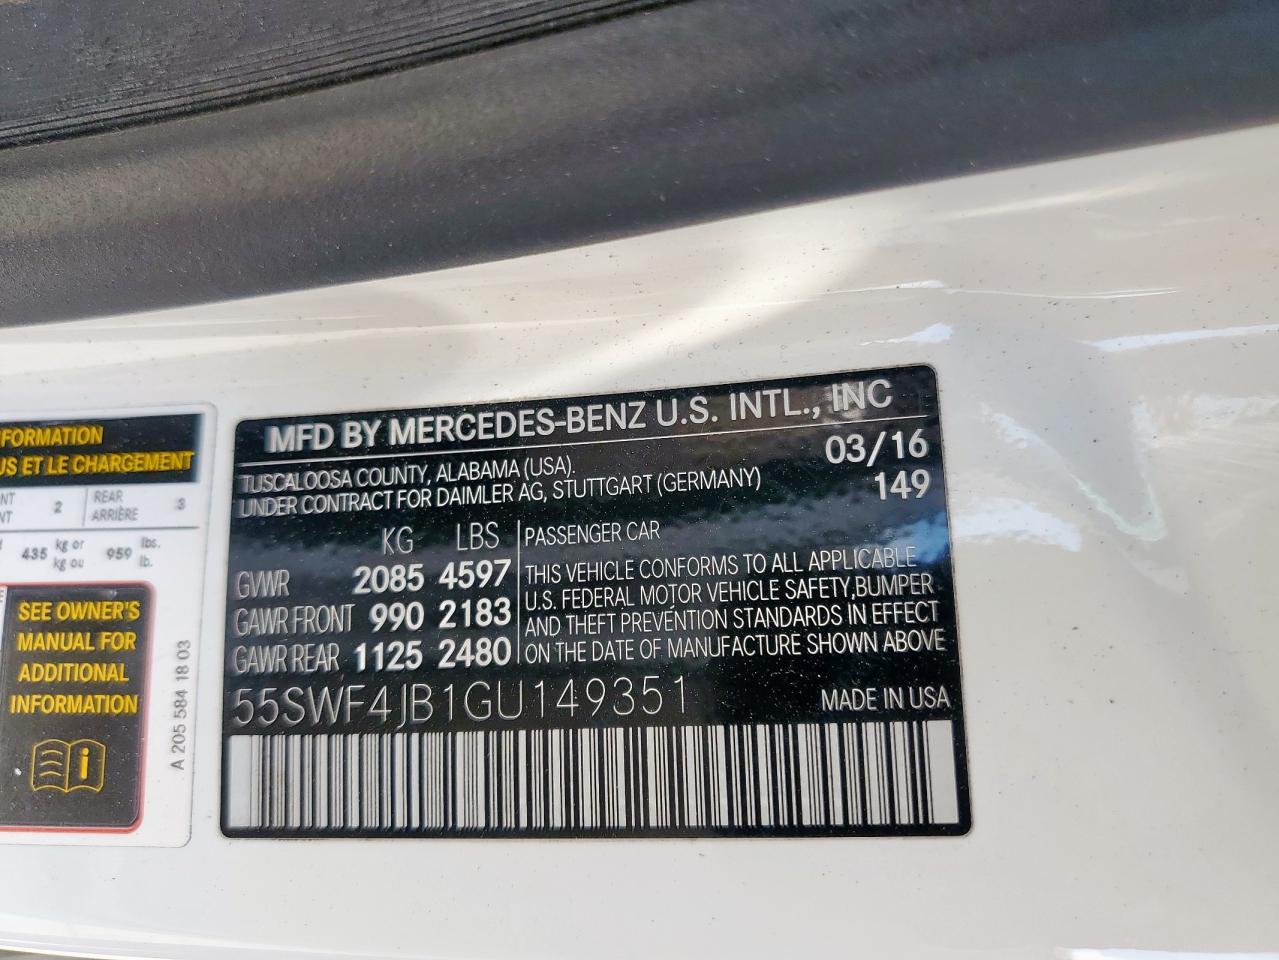 FORMATION
US ET LE CHARGEMENT
NT 2 REAR 3
NT ARRIÈRE
435 kg or 959 lbs.
kg ou lb.
SEE OWNER'S
MANUAL FOR
ADDITIONAL
INFORMATION
i
A 205 584 18 03
MFD BY MERCEDES-BENZ U.S. INTL., INC
TUSCALOOSA COUNTY, ALABAMA (USA). 03/16
UNDER CONTRACT FOR DAIMLER AG, STUTTGART (GERMANY) 149
KG LBS
GVWR 2085 4597
GAWR FRONT 990 2183
GAWR REAR 1125 2480
PASSENGER CAR
THIS VEHICLE CONFORMS TO ALL APPLICABLE
U.S. FEDERAL MOTOR VEHICLE SAFETY,BUMPER
AND THEFT PREVENTION STANDARDS IN EFFECT
ON THE DATE OF MANUFACTURE SHOWN ABOVE
55SWF4JB1GU149351 MADE IN USA